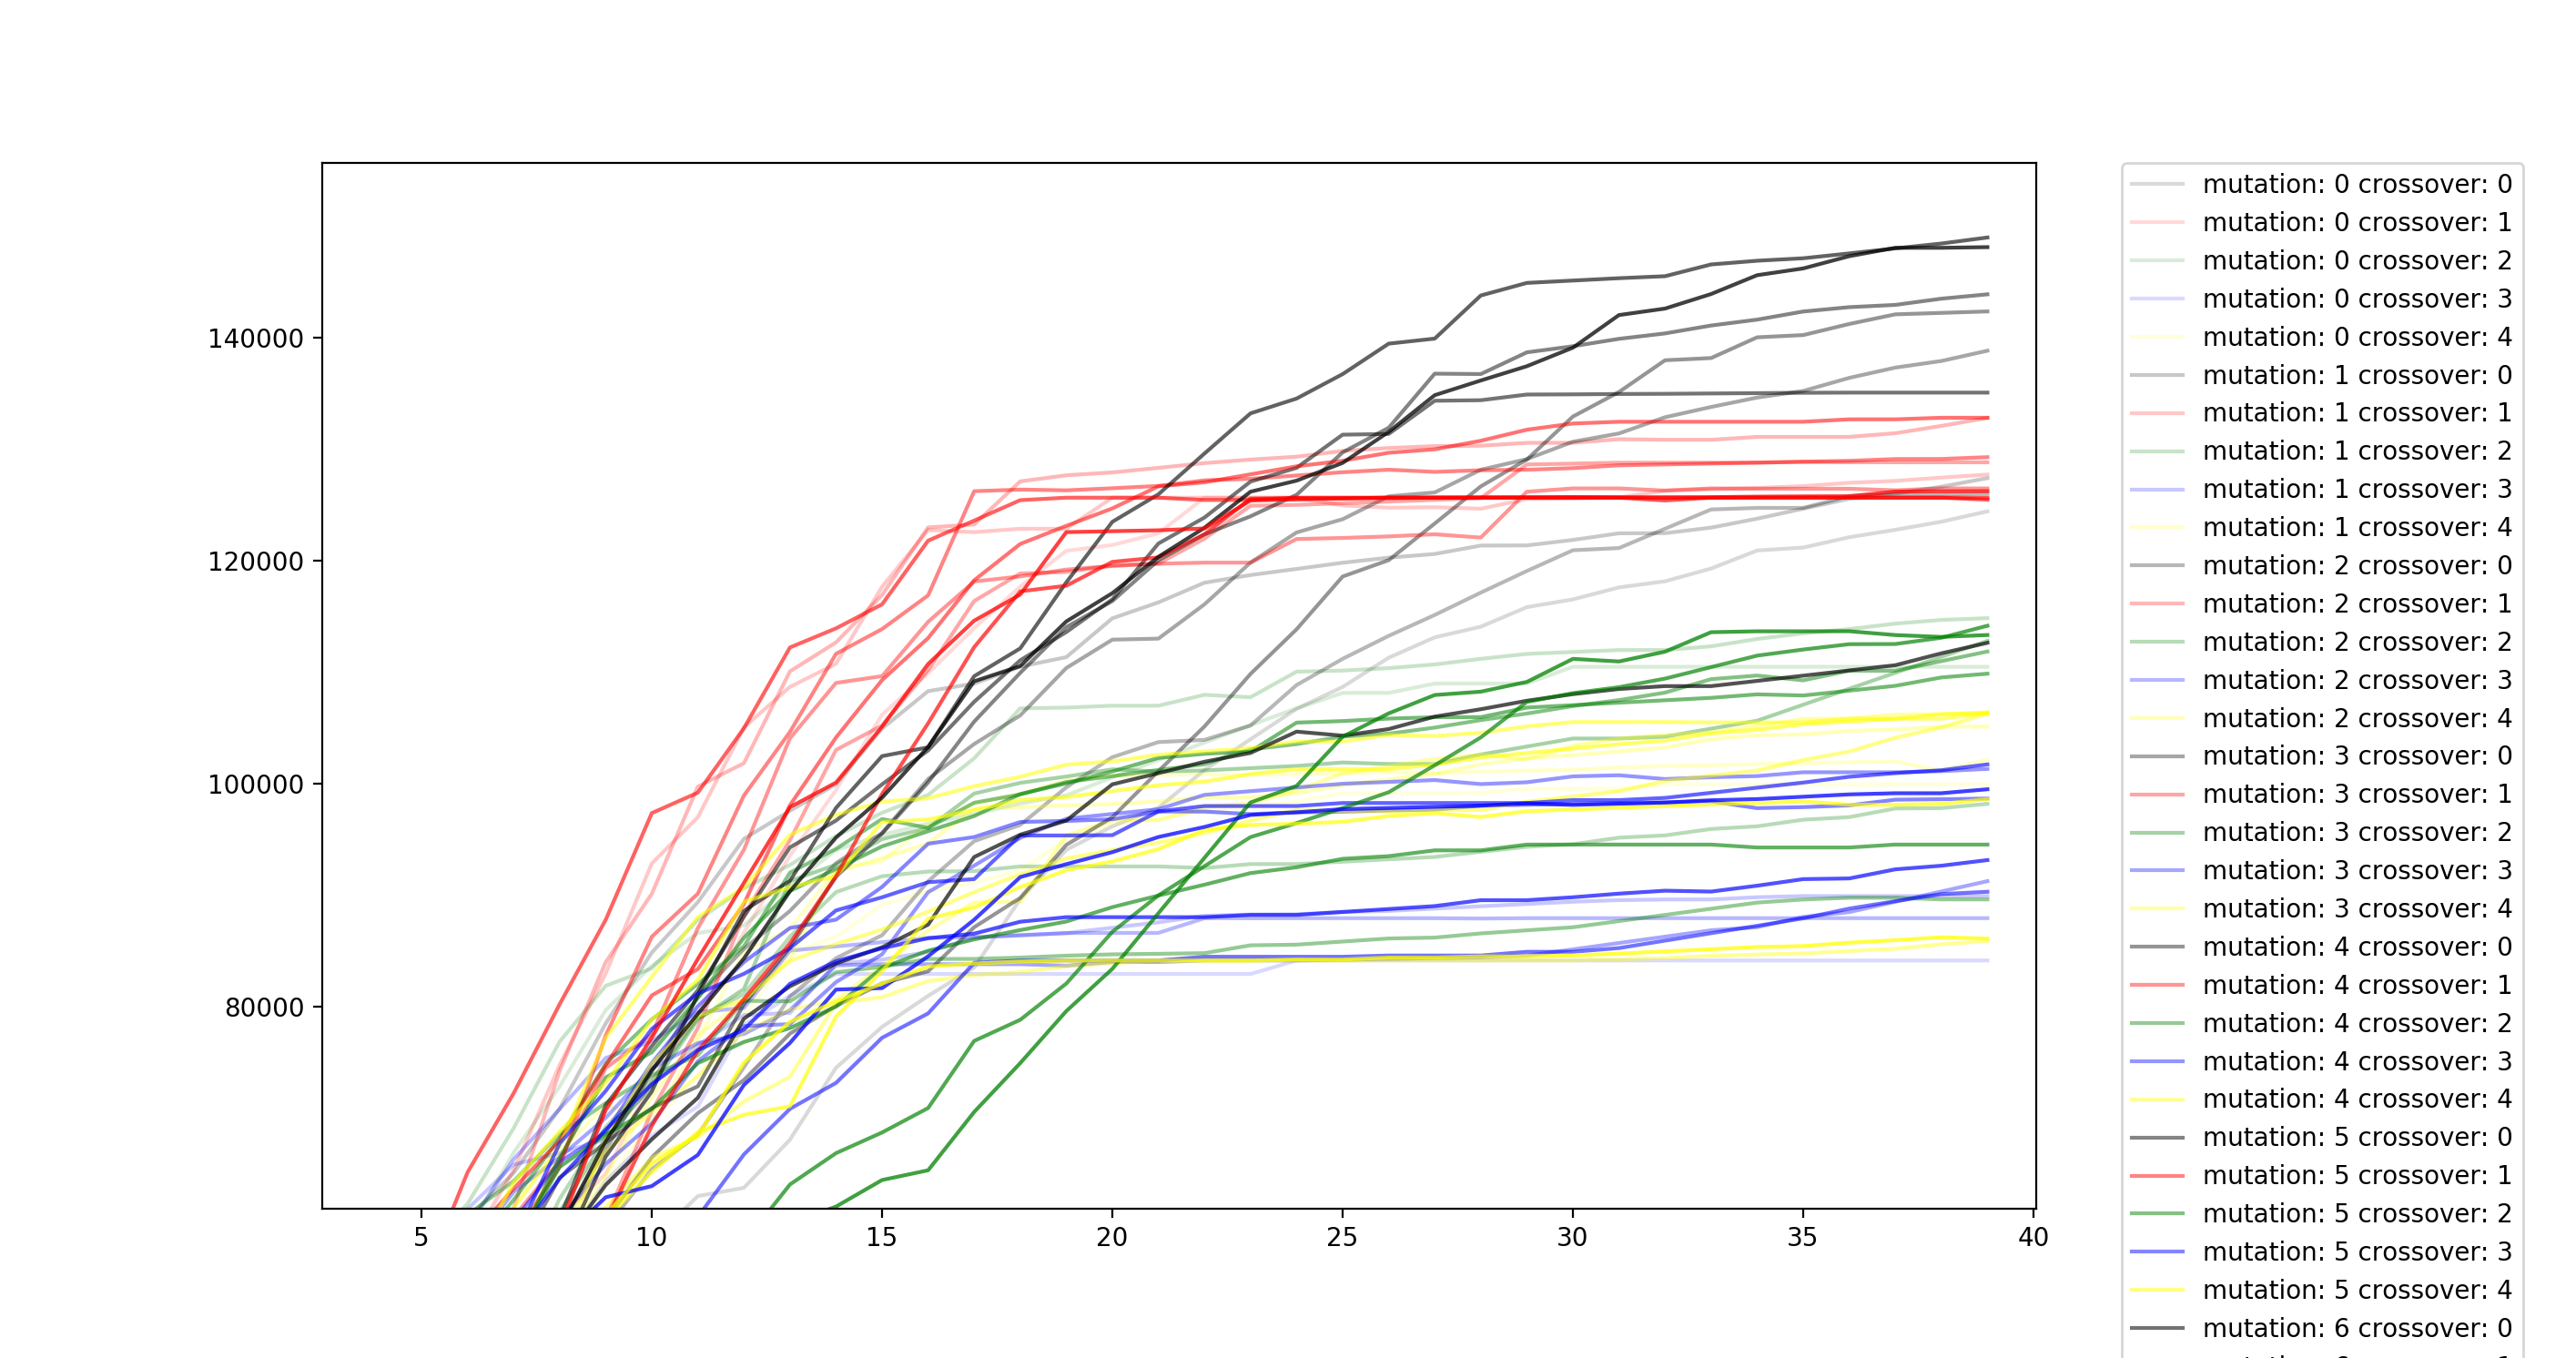 140000
120000
100000
80000
5 10 15 20 25 30 35 40
mutation: 0 crossover: 0
mutation: 0 crossover: 1
mutation: 0 crossover: 2
mutation: 0 crossover: 3
mutation: 0 crossover: 4
mutation: 1 crossover: 0
mutation: 1 crossover: 1
mutation: 1 crossover: 2
mutation: 1 crossover: 3
mutation: 1 crossover: 4
mutation: 2 crossover: 0
mutation: 2 crossover: 1
mutation: 2 crossover: 2
mutation: 2 crossover: 3
mutation: 2 crossover: 4
mutation: 3 crossover: 0
mutation: 3 crossover: 1
mutation: 3 crossover: 2
mutation: 3 crossover: 3
mutation: 3 crossover: 4
mutation: 4 crossover: 0
mutation: 4 crossover: 1
mutation: 4 crossover: 2
mutation: 4 crossover: 3
mutation: 4 crossover: 4
mutation: 5 crossover: 0
mutation: 5 crossover: 1
mutation: 5 crossover: 2
mutation: 5 crossover: 3
mutation: 5 crossover: 4
mutation: 6 crossover: 0